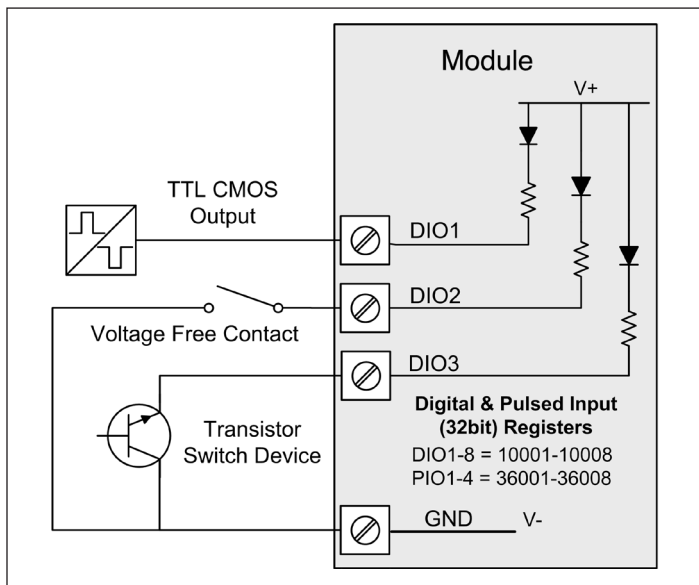 Module
V+
TTL CMOS
Output
DIO1
DIO2
Voltage Free Contact
DIO3
Transistor
Switch Device
Digital & Pulsed Input
(32bit) Registers
DIO1-8 = 10001-10008
PIO1-4 = 36001-36008
GND
V-